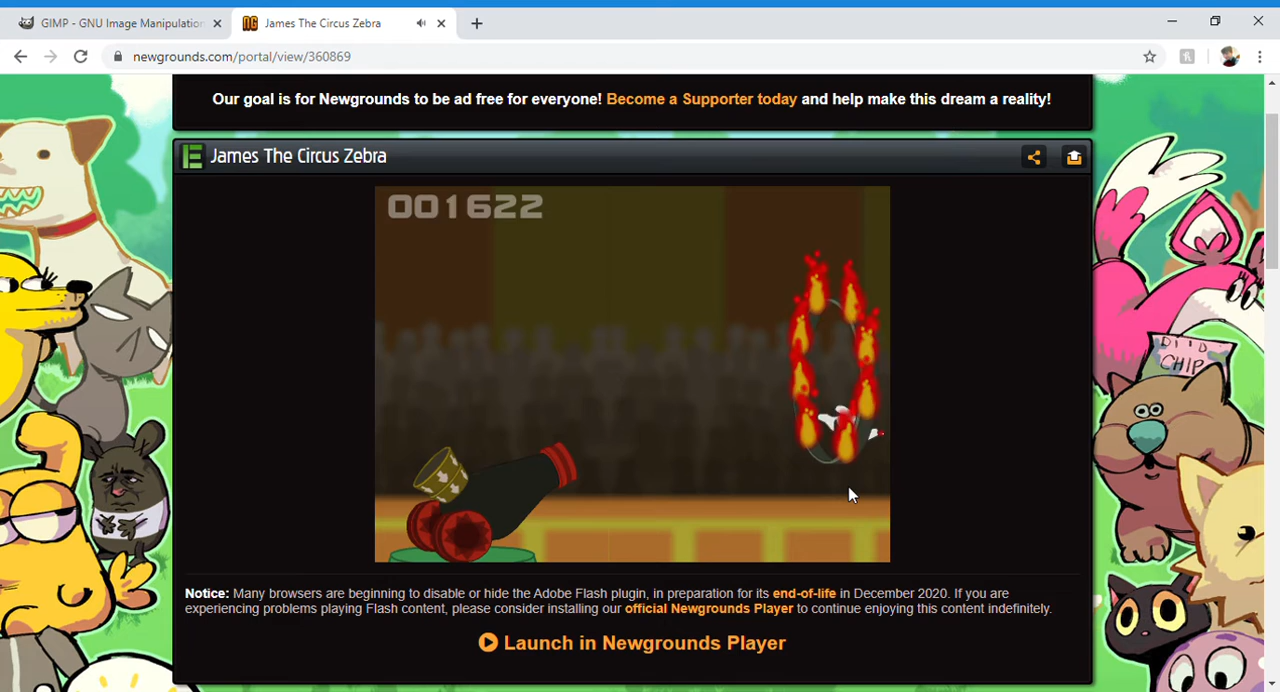 GIMP - GNU Image Manipulation
James The Circus Zebra
newgrounds.com/portal/view/360869
Our goal is for Newgrounds to be ad free for everyone! Become a Supporter today and help make this dream a reality!
E James The Circus Zebra
001622
CHIP
Notice: Many browsers are beginning to disable or hide the Adobe Flash plugin, in preparation for its end-of-life in December 2020. If you are
experiencing problems playing Flash content, please consider installing our official Newgrounds Player to continue enjoying this content indefinitely.
Launch in Newgrounds Player